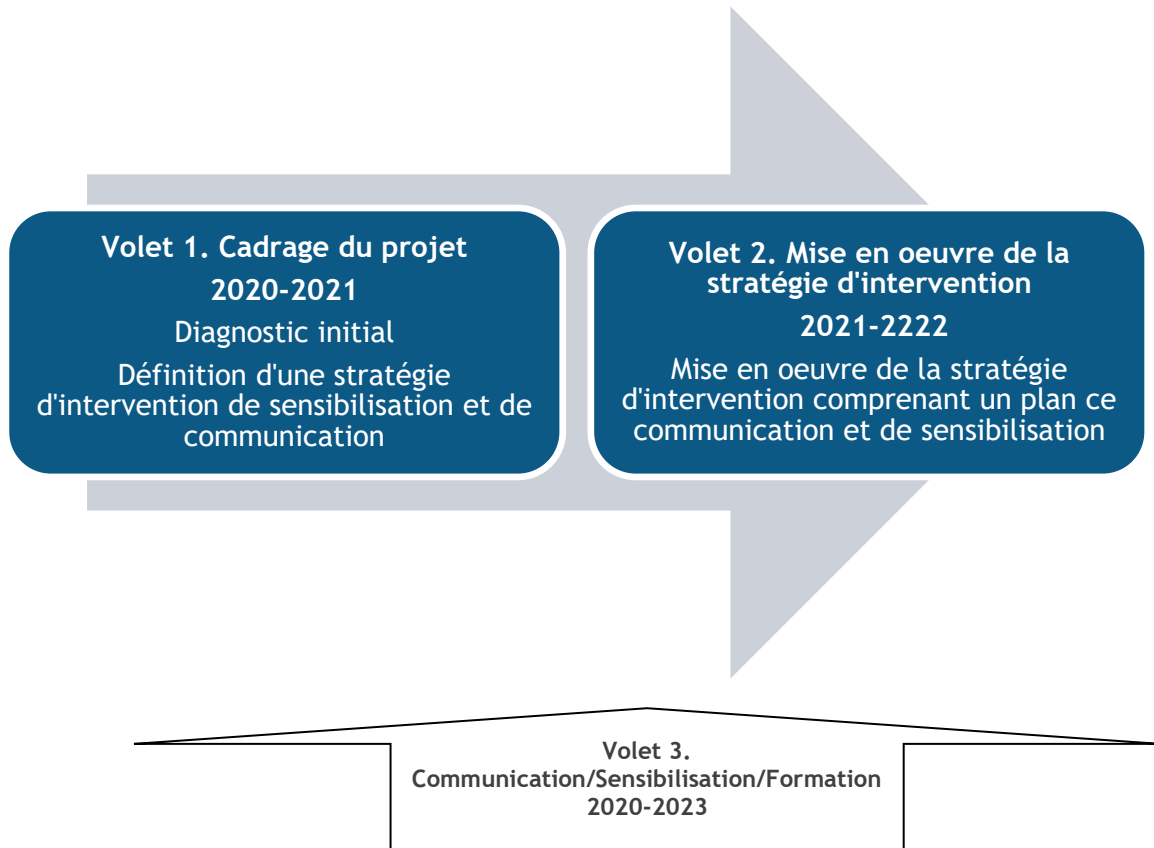 Volet 1. Cadrage du projet
2020-2021
Diagnostic initial
Définition d'une stratégie
d'intervention de sensibilisation et de
communication
Volet 2. Mise en oeuvre de la
stratégie d'intervention
2021-2222
Mise en oeuvre de la stratégie
d'intervention comprenant un plan ce
communication et de sensibilisation
Volet 3.
Communication/Sensibilisation/Formation
2020-2023